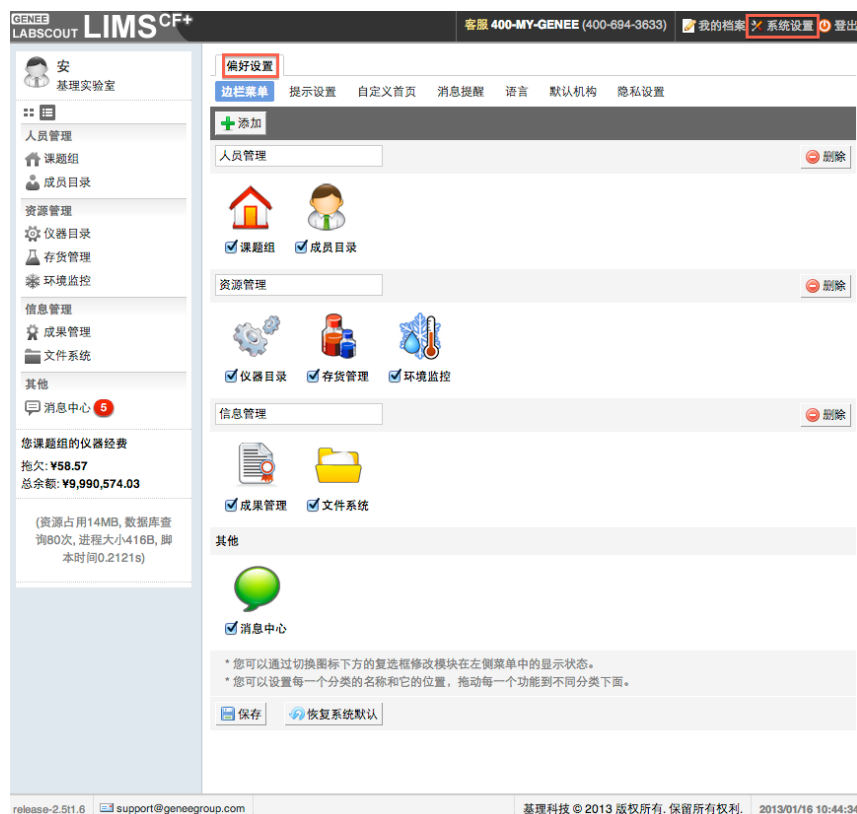 GENEE
LABSCOUT LIMS CF+
客服 400-MY-GENEE (400-694-3633)
我的档案
系统设置
登出
安
基理实验室
人员管理
课题组
成员目录
资源管理
仪器目录
存货管理
环境监控
信息管理
成果管理
文件系统
其他
消息中心 5
您课题组的仪器经费
拖欠: ¥58.57
总余额: ¥9,990,574.03
(资源占用14MB, 数据库查
询80次, 进程大小416B, 脚
本时间0.2121s)
偏好设置
边栏菜单 提示设置 自定义首页 消息提醒 语言 默认机构 隐私设置
添加
人员管理 删除
课题组 成员目录
资源管理 删除
仪器目录 存货管理 环境监控
信息管理 删除
成果管理 文件系统
其他
消息中心
* 您可以通过切换图标下方的复选框修改模块在左侧菜单中的显示状态。
* 您可以设置每一个分类的名称和它的位置，拖动每一个功能到不同分类下面。
保存 恢复系统默认
release-2.5t1.6 support@geneegroup.com 基理科技 © 2013 版权所有. 保留所有权利. 2013/01/16 10:44:34